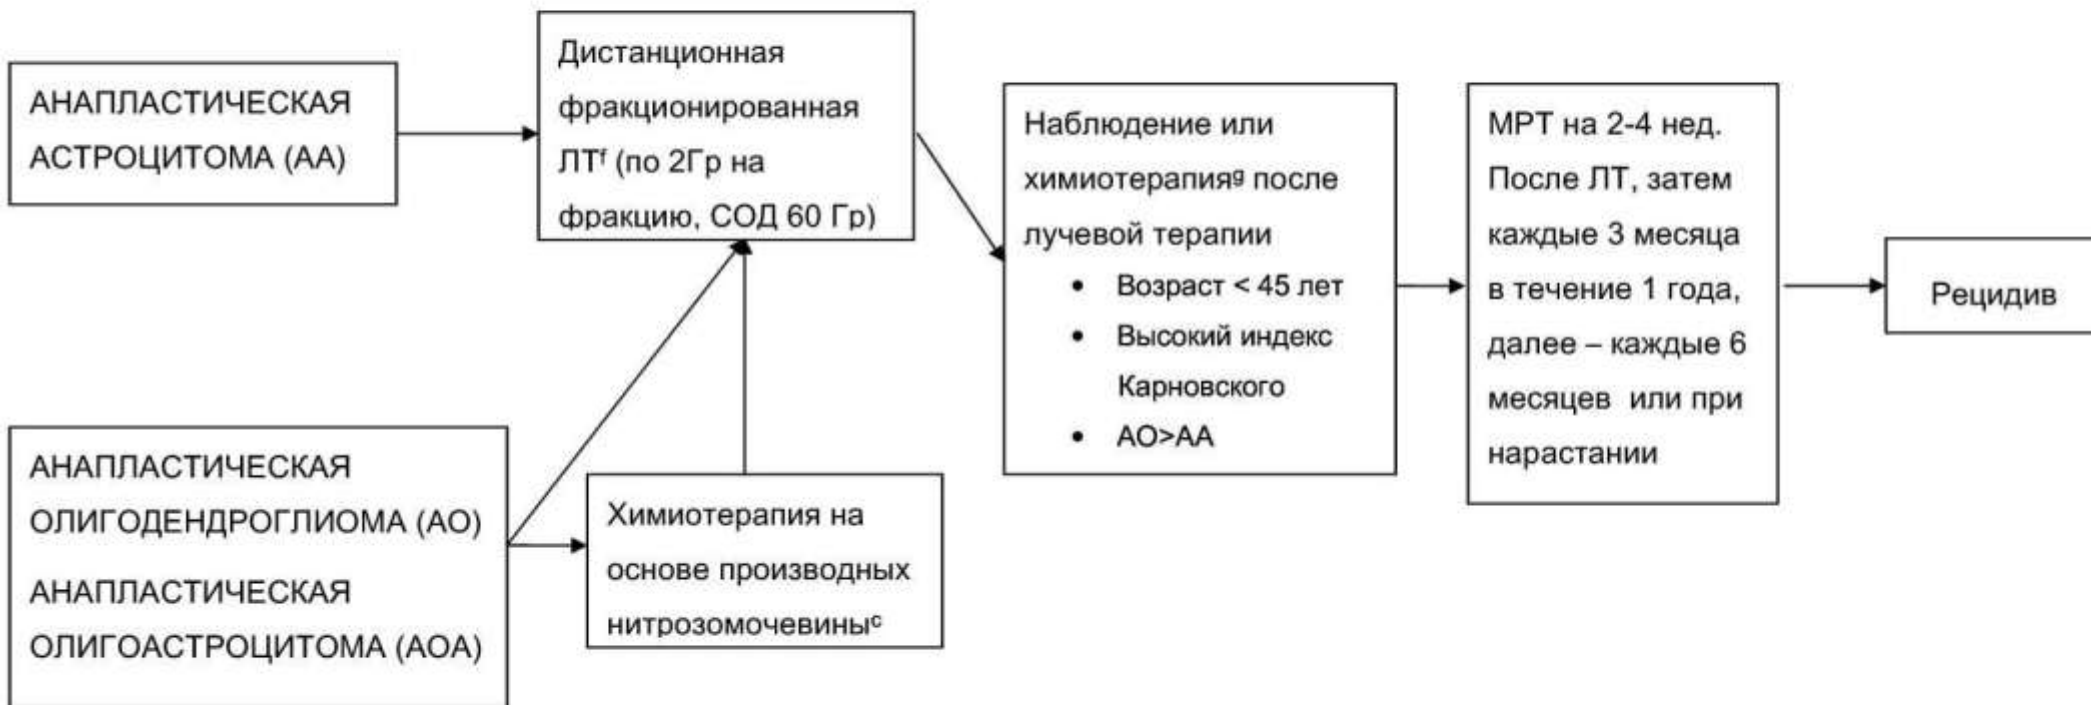 АНАПЛАСТИЧЕСКАЯ
АСТРОЦИТОМА (АА)
Дистанционная
фракционированная
ЛТᶠ (по 2Гр на
фракцию, СОД 60 Гр)
Наблюдение или
химиотерапияᵍ после
лучевой терапии
• Возраст < 45 лет
• Высокий индекс
Карновского
• АО>АА
МРТ на 2-4 нед.
После ЛТ, затем
каждые 3 месяца
в течение 1 года,
далее – каждые 6
месяцев или при
нарастании
Рецидив
АНАПЛАСТИЧЕСКАЯ
ОЛИГОДЕНДРОГЛИОМА (АО)
АНАПЛАСТИЧЕСКАЯ
ОЛИГОАСТРОЦИТОМА (АОА)
Химиотерапия на
основе производных
нитрозомочевиныᶜ